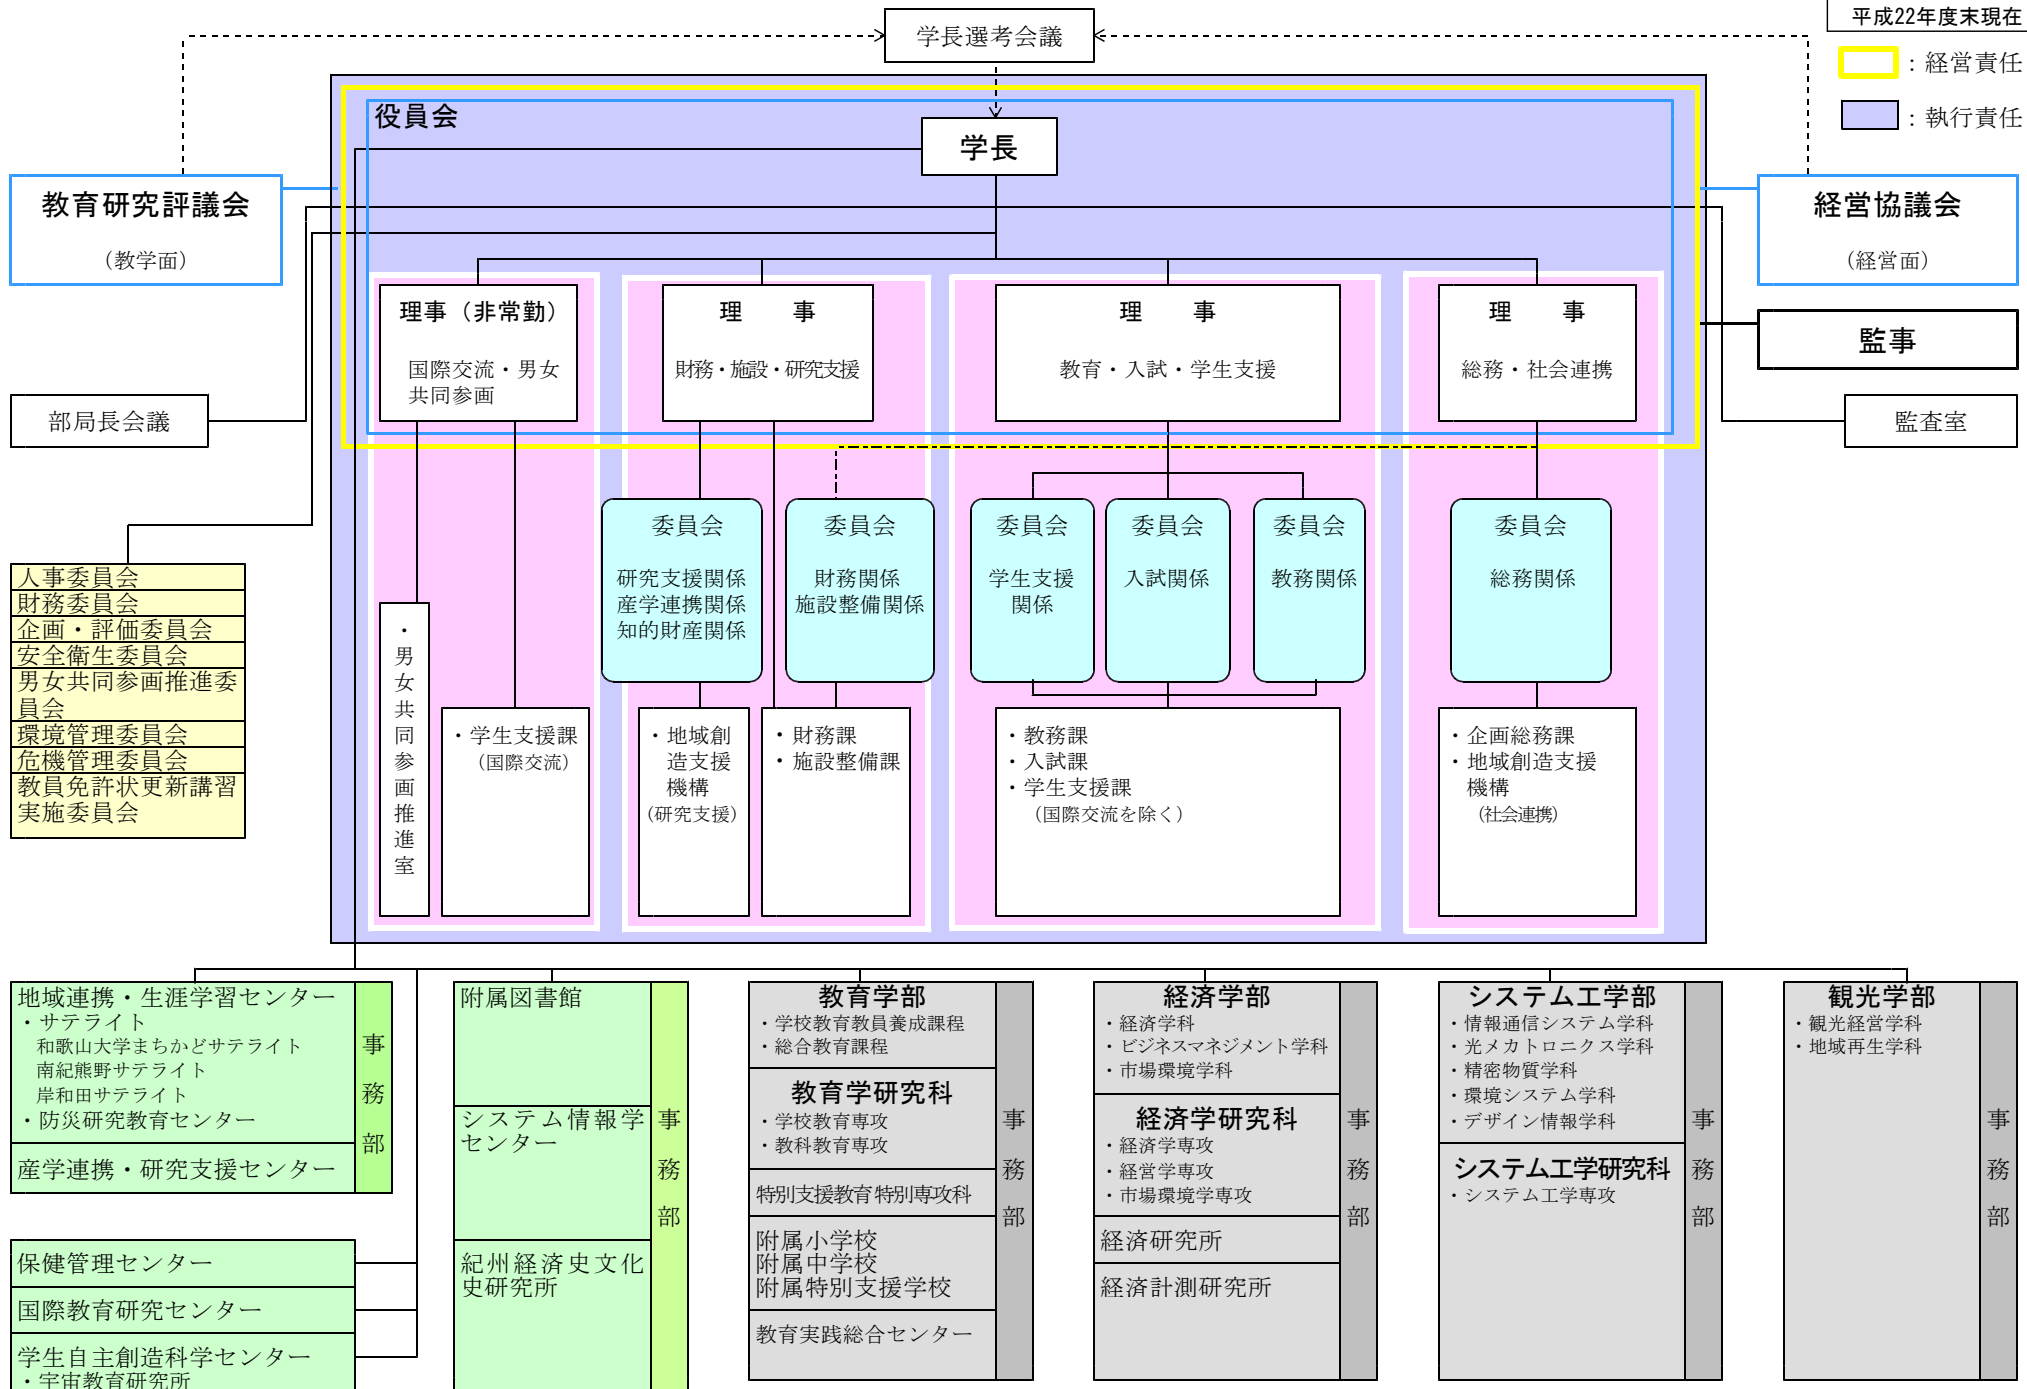 平成22年度末現在
学長選考会議
：経営責任
：執行責任
役員会
学長
教育研究評議会
（教学面）
経営協議会
（経営面）
理事（非常勤）
国際交流・男女
共同参画
理　事
財務・施設・研究支援
理　事
教育・入試・学生支援
理　事
総務・社会連携
監事
部局長会議
監査室
委員会
研究支援関係
産学連携関係
知的財産関係
委員会
財務関係
施設整備関係
委員会
学生支援
関係
委員会
入試関係
委員会
教務関係
委員会
総務関係
人事委員会
財務委員会
企画・評価委員会
安全衛生委員会
男女共同参画推進委
員会
環境管理委員会
危機管理委員会
教員免許状更新講習
実施委員会
・男女共同参画推進室
・学生支援課
（国際交流）
・地域創
造支援
機構
（研究支援）
・財務課
・施設整備課
・教務課
・入試課
・学生支援課
（国際交流を除く）
・企画総務課
・地域創造支援
機構
（社会連携）
地域連携・生涯学習センター
・サテライト
和歌山大学まちかどサテライト
南紀熊野サテライト
岸和田サテライト
・防災研究教育センター
産学連携・研究支援センター
事務部
保健管理センター
国際教育研究センター
学生自主創造科学センター
・宇宙教育研究所
附属図書館
システム情報学
センター
紀州経済史文化
史研究所
事務部
教育学部
・学校教育教員養成課程
・総合教育課程
教育学研究科
・学校教育専攻
・教科教育専攻
特別支援教育特別専攻科
附属小学校
附属中学校
附属特別支援学校
教育実践総合センター
事務部
経済学部
・経済学科
・ビジネスマネジメント学科
・市場環境学科
経済学研究科
・経済学専攻
・経営学専攻
・市場環境学専攻
経済研究所
経済計測研究所
事務部
システム工学部
・情報通信システム学科
・光メカトロニクス学科
・精密物質学科
・環境システム学科
・デザイン情報学科
システム工学研究科
・システム工学専攻
事務部
観光学部
・観光経営学科
・地域再生学科
事務部